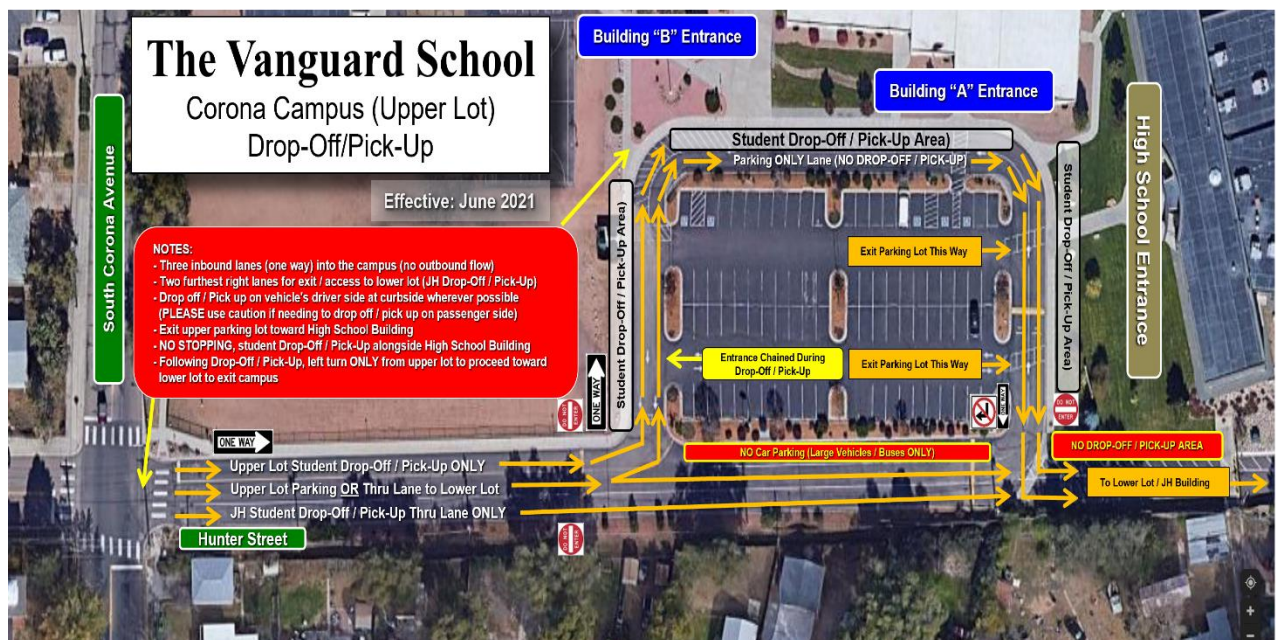 The Vanguard School
Corona Campus (Upper Lot)
Drop-Off/Pick-Up
Effective: June 2021
Building “B” Entrance
Building “A” Entrance
High School Entrance
South Corona Avenue
Student Drop-Off / Pick-Up Area)
Parking ONLY Lane (NO DROP-OFF / PICK-UP)
Student Drop-Off / Pick-Up Area)
Student Drop-Off / Pick-Up Area)
NOTES:
- Three inbound lanes (one way) into the campus (no outbound flow)
- Two furthest right lanes for exit / access to lower lot (JH Drop-Off / Pick-Up)
- Drop off / Pick up on vehicle's driver side at curbside wherever possible
(PLEASE use caution if needing to drop off / pick up on passenger side)
- Exit upper parking lot toward High School Building
- NO STOPPING, student Drop-Off / Pick-Up alongside High School Building
- Following Drop-Off / Pick-Up, left turn ONLY from upper lot to proceed toward
lower lot to exit campus
Exit Parking Lot This Way
Entrance Chained During
Drop-Off / Pick-Up
Exit Parking Lot This Way
ONE WAY
DO NOT
ENTER
ONE WAY
DO NOT
ENTER
ONE WAY
NO Car Parking (Large Vehicles / Buses ONLY)
NO DROP-OFF / PICK-UP AREA
Upper Lot Student Drop-Off / Pick-Up ONLY
Upper Lot Parking OR Thru Lane to Lower Lot
JH Student Drop-Off / Pick-Up Thru Lane ONLY
To Lower Lot / JH Building
Hunter Street
DO NOT
ENTER